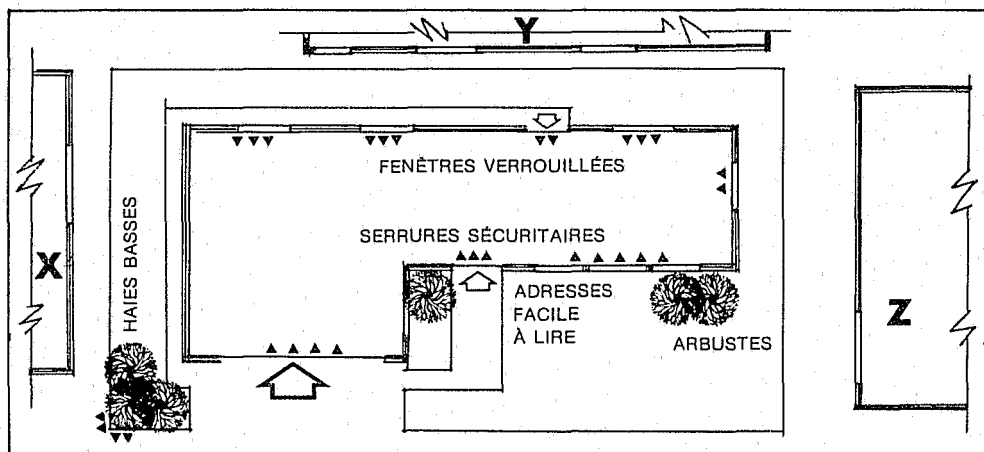 Y
FENÊTRES VERROUILLÉES
HAIES BASSES
X
SERRURES SÉCURITAIRES
ADRESSES
FACILE
À LIRE
ARBUSTES
Z